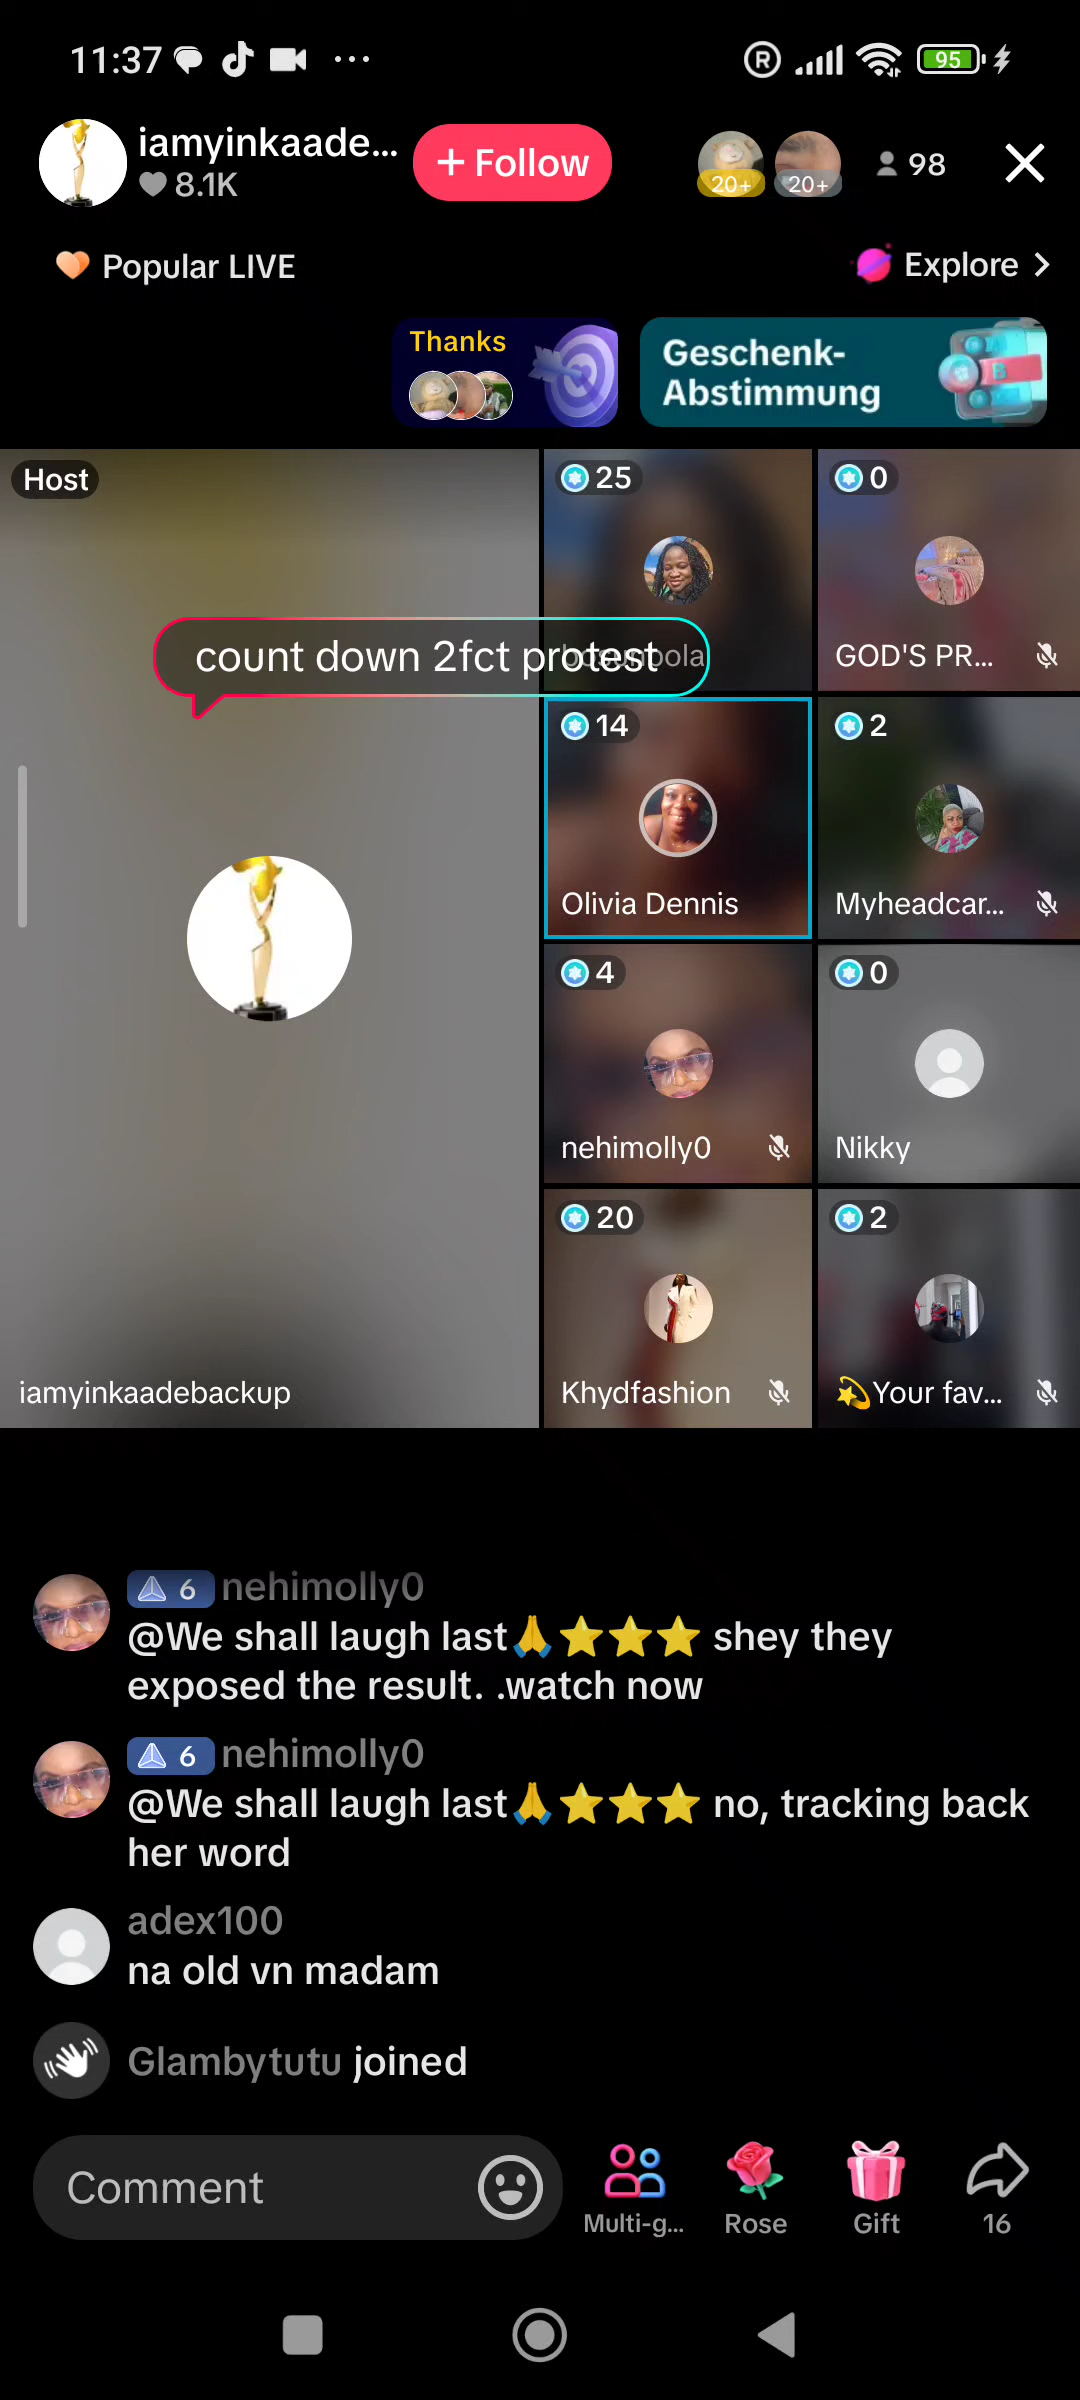 11:37
R
95
iamyinkaade...
8.1K
+ Follow
20+
20+
98
Popular LIVE
Explore
Thanks
Geschenk-
Abstimmung
Host
count down 2fct protest
25
0
GOD'S PR...
14
Olivia Dennis
2
Myheadcar...
4
nehimolly0
0
Nikky
20
Khydfashion
2
Your fav...
iamyinkaadebackup
6 nehimolly0
@We shall laugh last🙏⭐⭐⭐ shey they
exposed the result. .watch now
6 nehimolly0
@We shall laugh last🙏⭐⭐⭐ no, tracking back
her word
adex100
na old vn madam
Glambytutu joined
Comment
Multi-g...
Rose
Gift
16